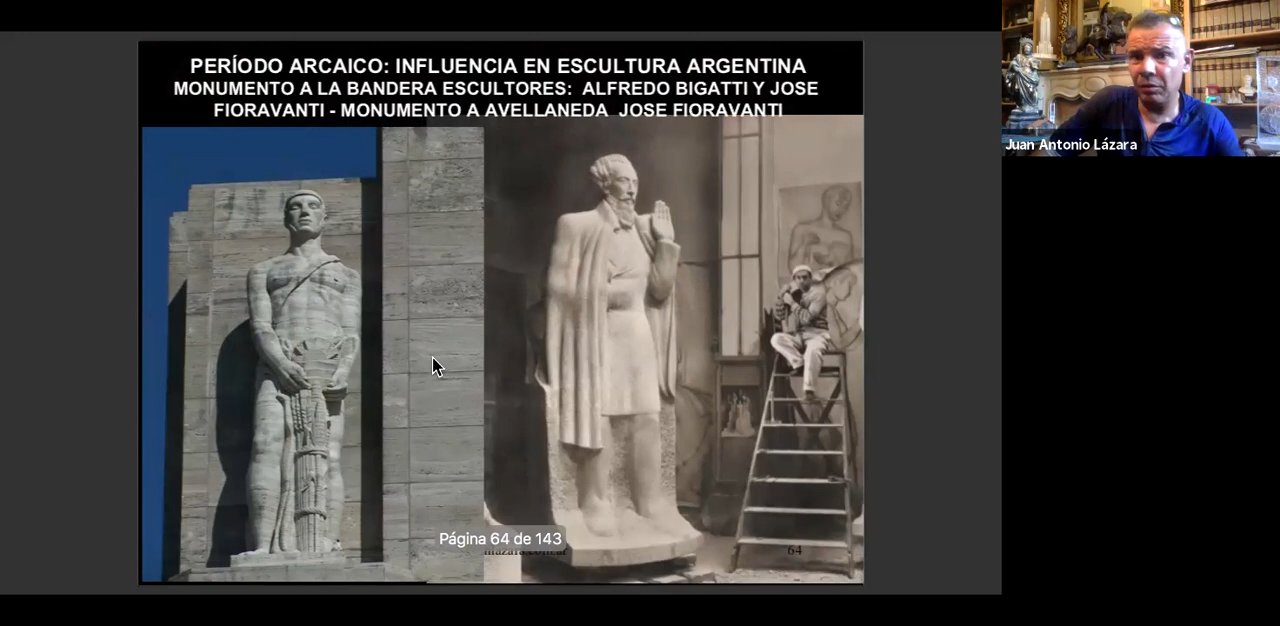 PERÍODO ARCAICO: INFLUENCIA EN ESCULTURA ARGENTINA
MONUMENTO A LA BANDERA ESCULTORES: ALFREDO BIGATTI Y JOSE
FIORAVANTI - MONUMENTO A AVELLANEDA JOSE FIORAVANTI
Juan Antonio Lázara
Página 64 de 143
64